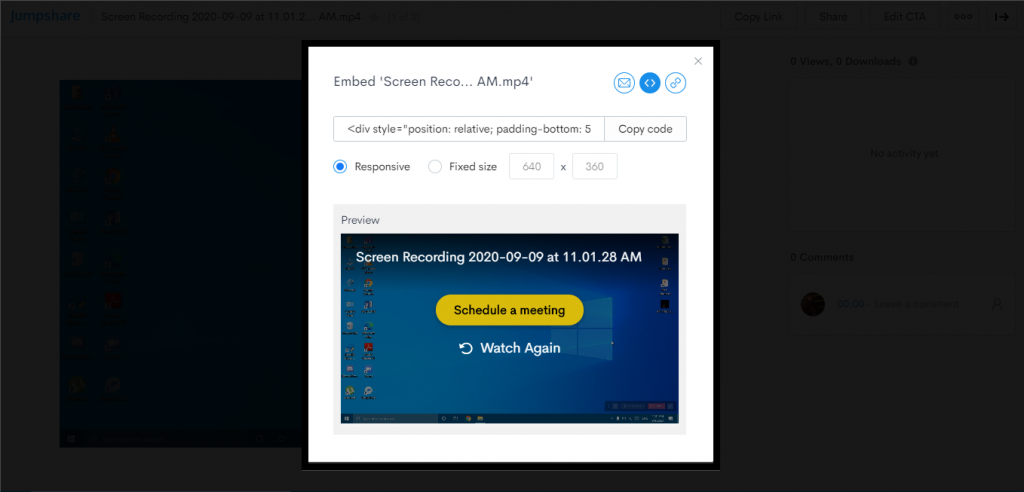 Jumpshare
Screen Recording 2020-09-09 at 11.01.2... AM.mp4
Copy Link
Share
Edit CTA
0 Views, 0 Downloads
No activity yet
0 Comments
00:00 - Leave a comment
Embed 'Screen Reco... AM.mp4'
<div style="position: relative; padding-bottom: 5
Copy code
Responsive
Fixed size
640
x
360
Preview
Screen Recording 2020-09-09 at 11.01.28 AM
Schedule a meeting
Watch Again